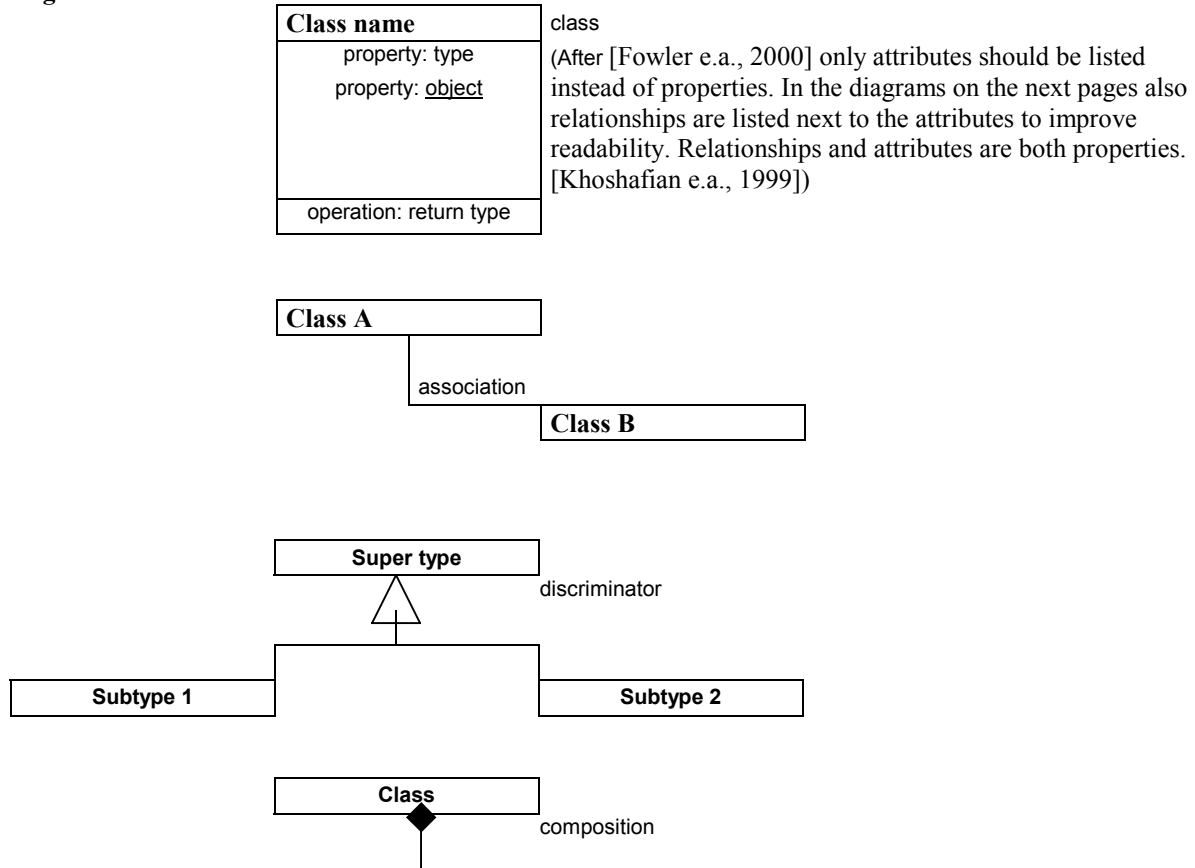 Class name
class
property: type
property: object
(After [Fowler e.a., 2000] only attributes should be listed
instead of properties. In the diagrams on the next pages also
relationships are listed next to the attributes to improve
readability. Relationships and attributes are both properties.
[Khoshafian e.a., 1999])
operation: return type
Class A
association
Class B
Super type
discriminator
Subtype 1
Subtype 2
Class
composition